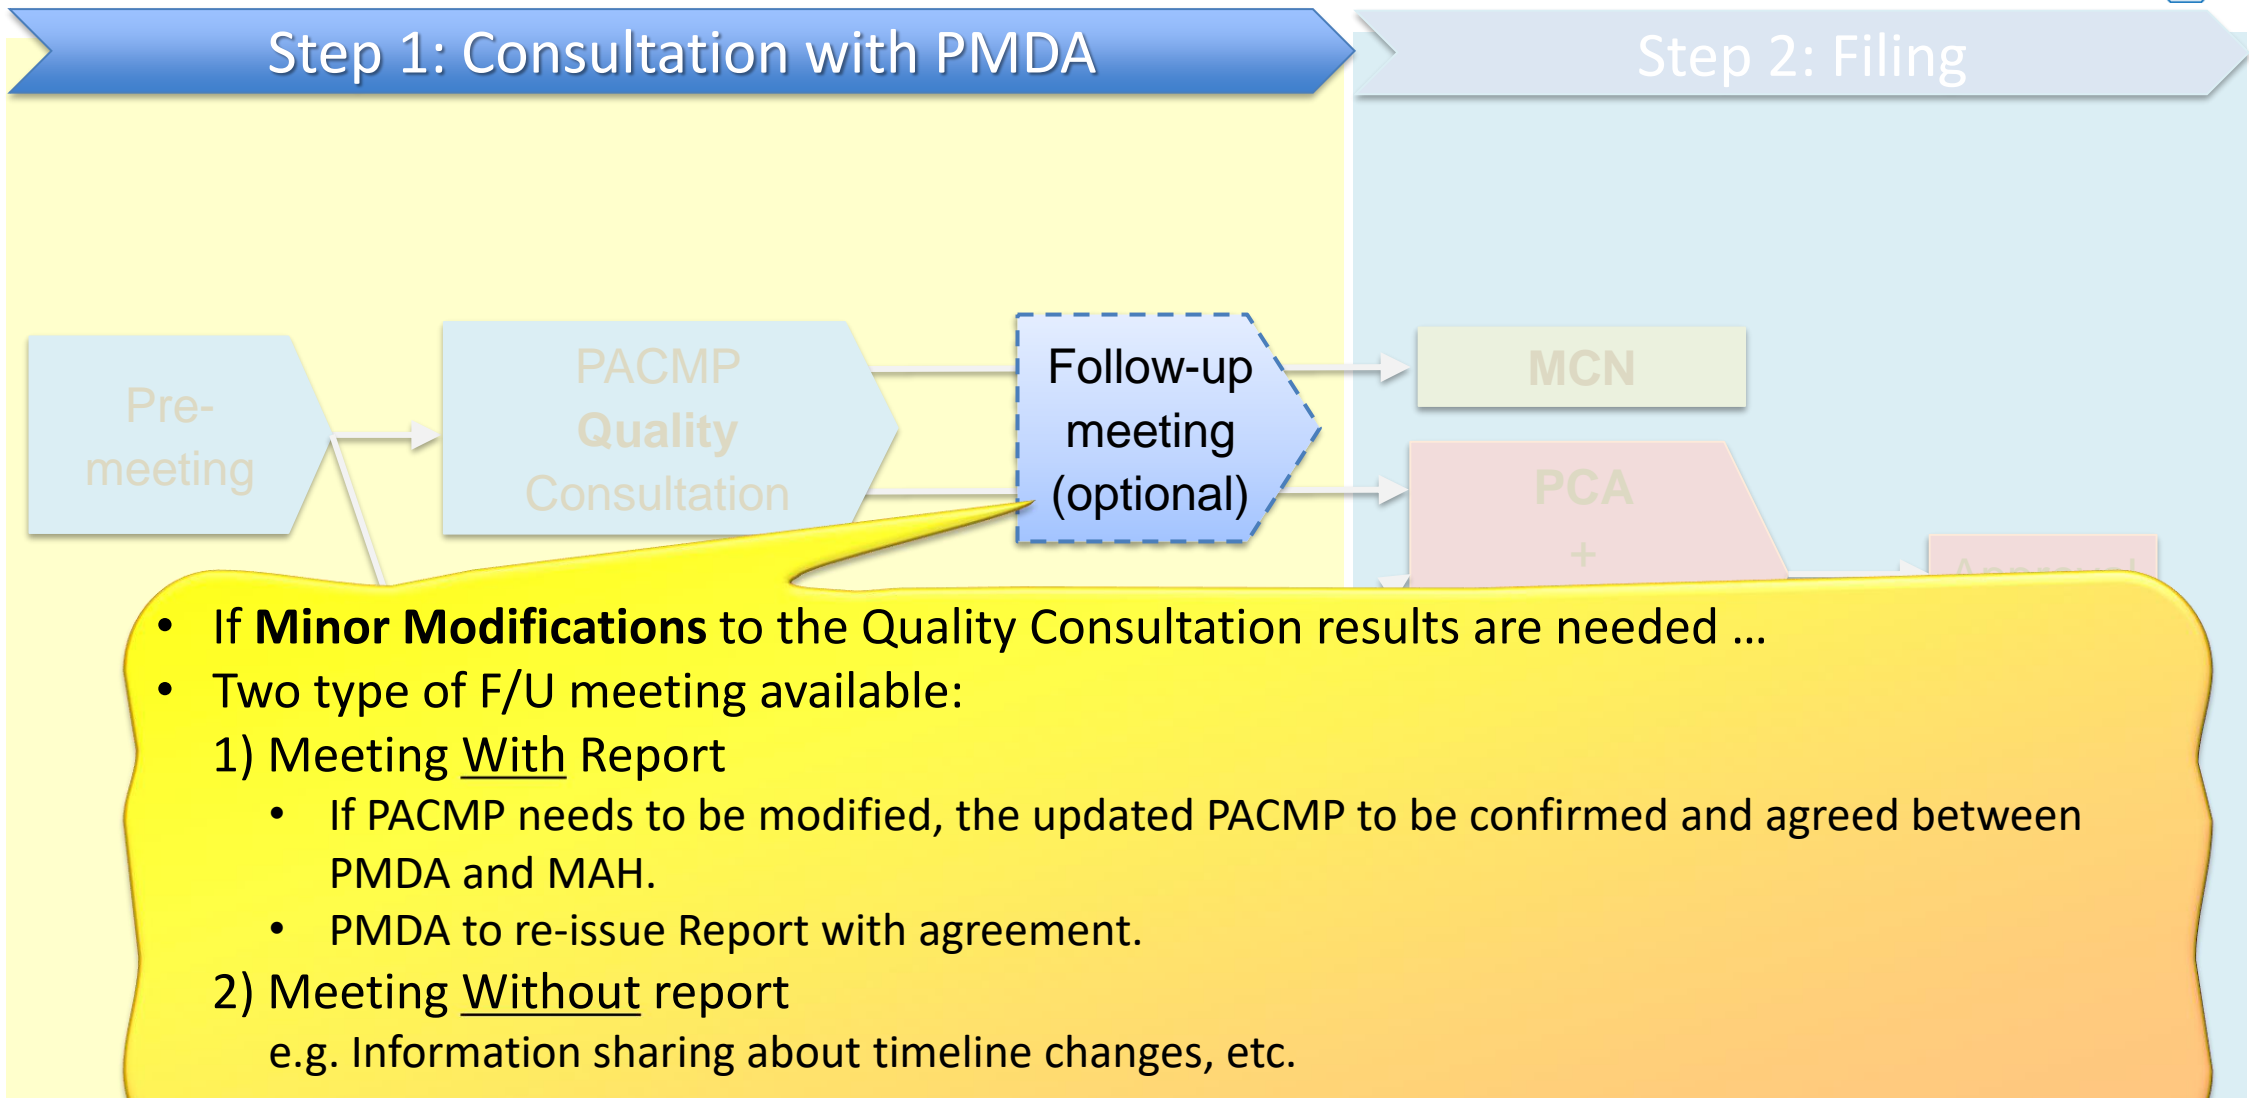 Step 1: Consultation with PMDA
Step 2: Filing
Pre-
meeting
PACMP
Quality
Consultation
Follow-up
meeting
(optional)
MCN
PCA
+
Approval
• If Minor Modifications to the Quality Consultation results are needed ...
• Two type of F/U meeting available:
1) Meeting With Report
• If PACMP needs to be modified, the updated PACMP to be confirmed and agreed between
PMDA and MAH.
• PMDA to re-issue Report with agreement.
2) Meeting Without report
e.g. Information sharing about timeline changes, etc.